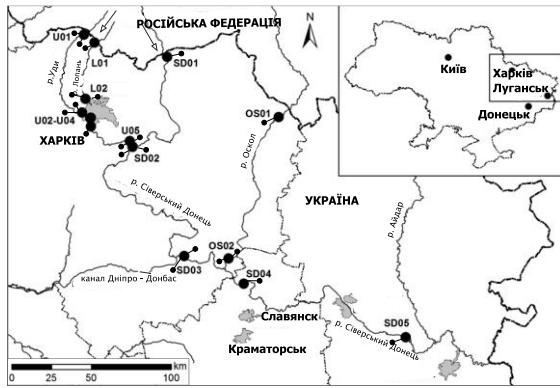 РОСІЙСЬКА ФЕДЕРАЦІЯ
U01
L01
SD01
N
р.Уди
р. Лопань
L02
U02-U04
ХАРКІВ
U05
SD02
OS01
р. Оскол
р. Сіверський Донець
УКРАЇНА
р. Айдар
OS02
SD03
SD04
канал Дніпро - Донбас
Славянск
Краматорськ
SD05
р. Сіверський Донець
0 25 50 100
km
Київ
Харків
Луганськ
Донецьк